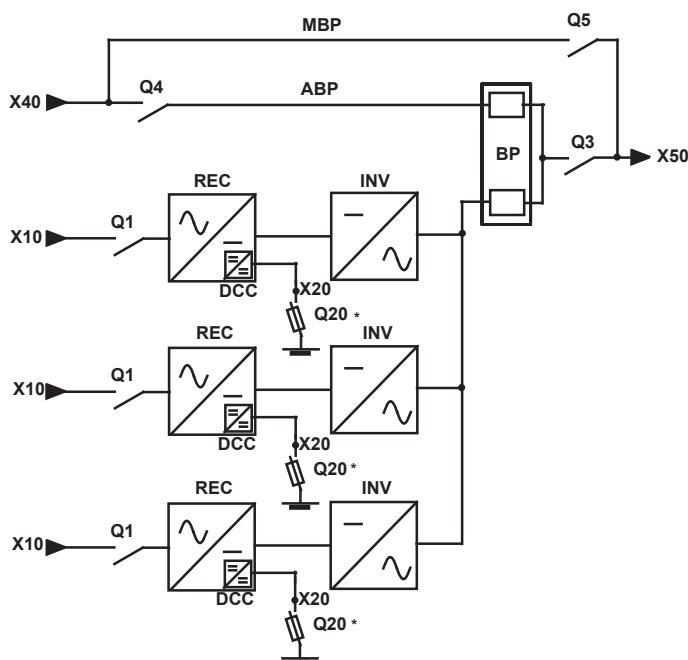 MBP
Q5
Q4
ABP
X40
BP
Q3
X50
REC
INV
X10
Q1
DCC
X20
Q20 *
REC
INV
X10
Q1
DCC
X20
Q20 *
REC
INV
X10
Q1
DCC
X20
Q20 *